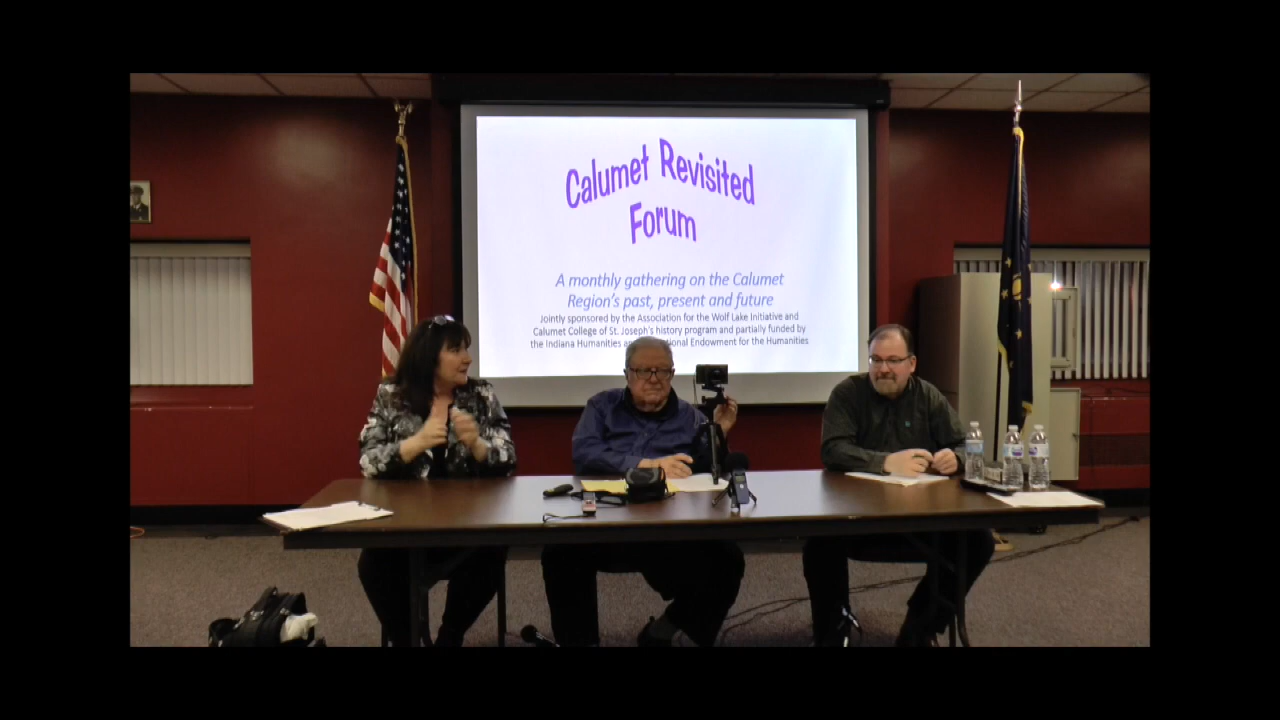 Calumet Revisited
Forum
A monthly gathering on the Calumet
Region's past, present and future
Jointly sponsored by the Association for the Wolf Lake Initiative and
Calumet College of St. Joseph's history program and partially funded by
the Indiana Humanities an tional Endowment for the Humanities